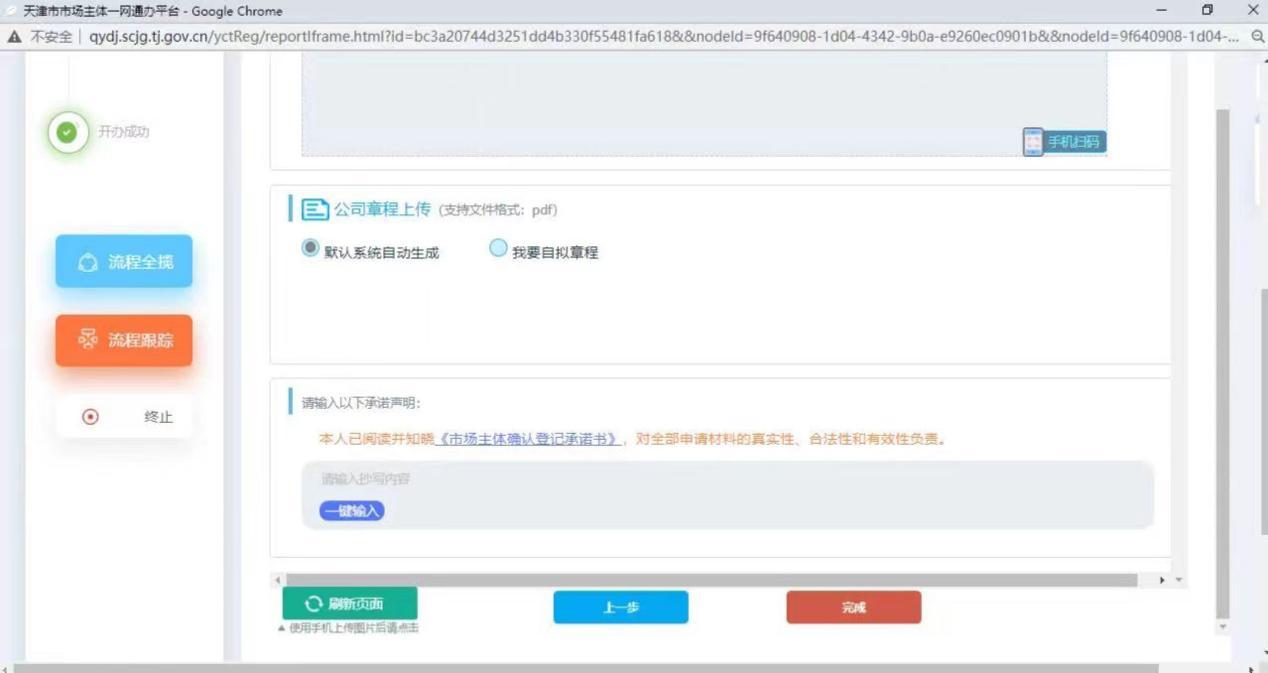 天津市市场主体一网通办平台 - Google Chrome
不安全 | qydj.scjg.tj.gov.cn/yctReg/reportIframe.html?id=bc3a20744d3251dd4b330f55481fa618&&nodeId=9f640908-1d04-4342-9b0a-e9260ec0901b&&nodeId=9f640908-1d04-...
开办成功
手机扫码
公司章程上传 (支持文件格式: pdf)
默认系统自动生成 我要自拟章程
流程全揽
流程跟踪
终止
请输入以下承诺声明:
本人已阅读并知晓《市场主体确认登记承诺书》，对全部申请材料的真实性、合法性和有效性负责。
请输入抄写内容
一键输入
刷新页面 上一步 完成
▲ 使用手机上传图片后请点击